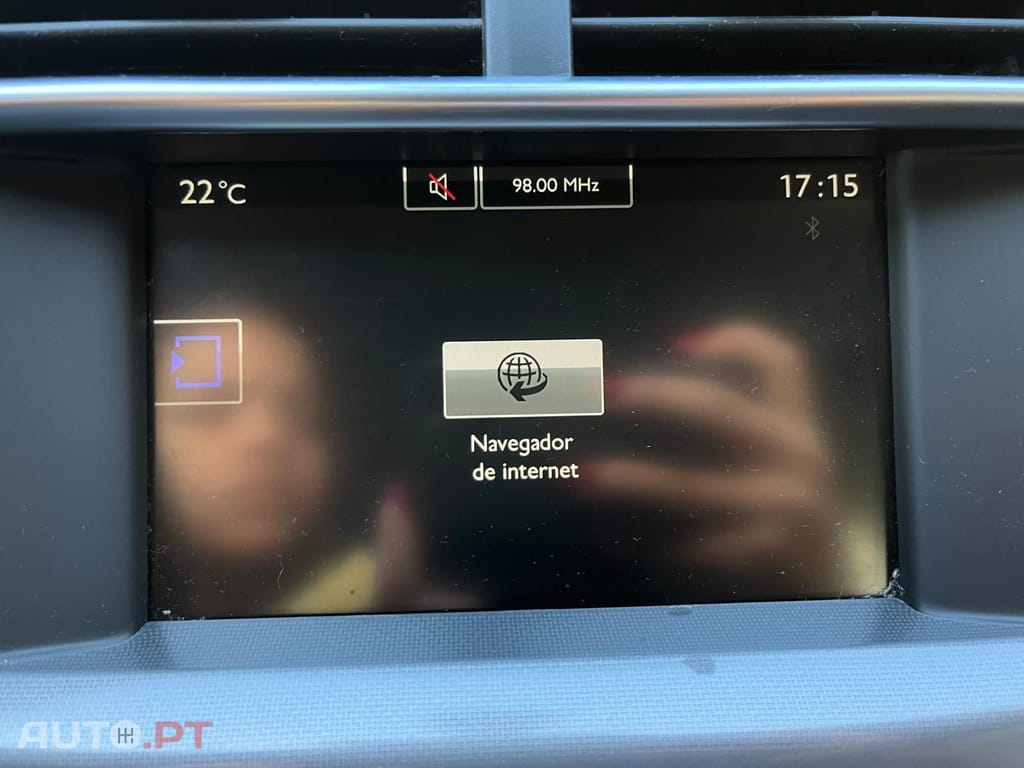 22°C
98.00 MHz
17:15
Navegador
de internet
AUTO.PT